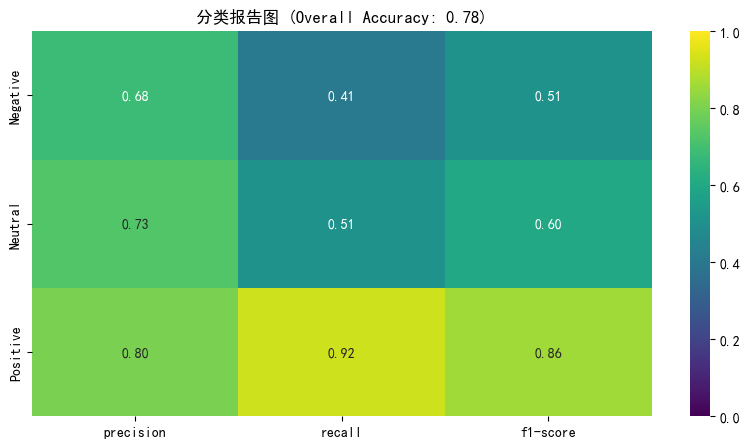 分类报告图 (Overall Accuracy: 0.78)
Negative 0.68 0.41 0.51
Neutral 0.73 0.51 0.60
Positive 0.80 0.92 0.86
precision recall f1-score
1.0
0.8
0.6
0.4
0.2
0.0